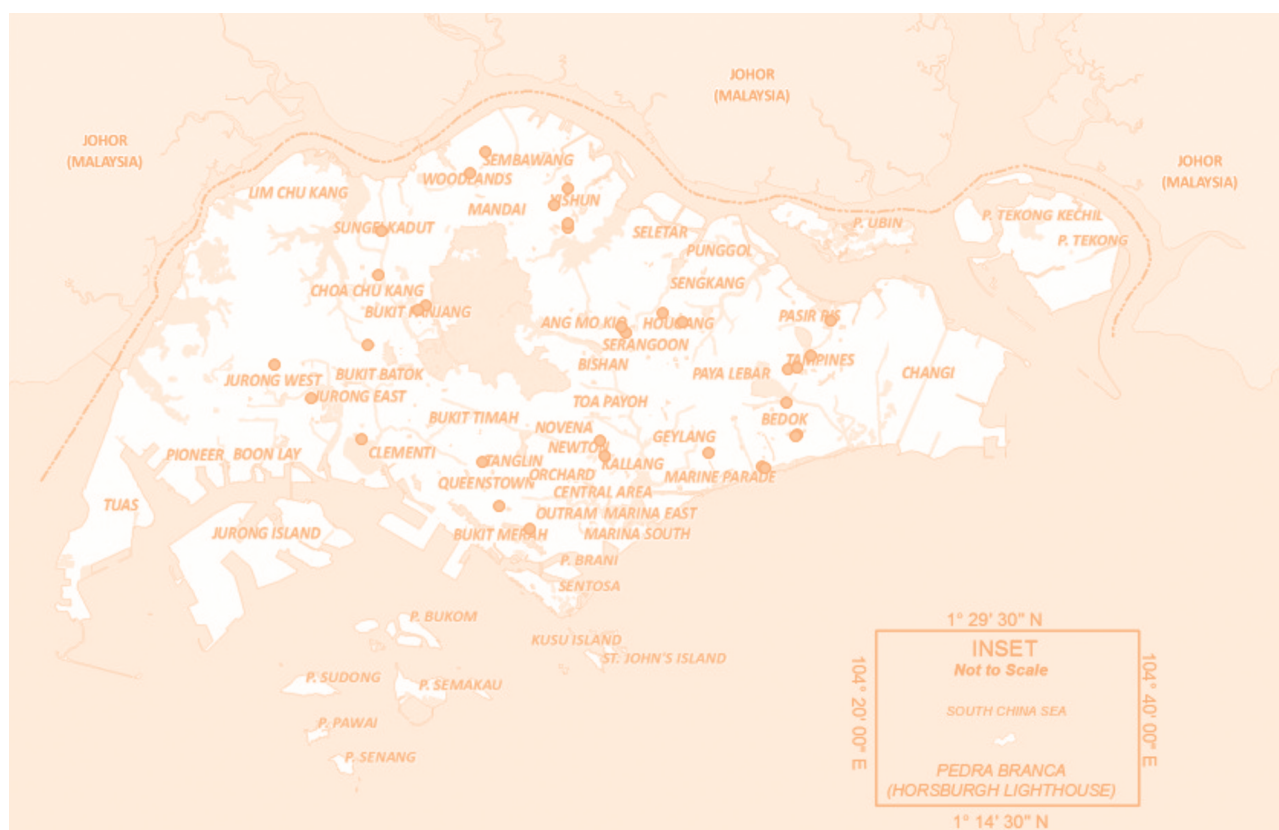 JOHOR
(MALAYSIA)
JOHOR
(MALAYSIA)
JOHOR
(MALAYSIA)
SEMBAWANG
WOODLANDS
LIM CHU KANG
MANDAI
YISHUN
SUNGEI KADUT
SELETAR
PUNGGOL
P. UBIN
P. TEKONG KECHIL
P. TEKONG
SENGKANG
CHOA CHU KANG
BUKIT PANJANG
ANG MO KIO
HOUGANG
PASIR RIS
SERANGOON
BISHAN
TAMPINES
PAYA LEBAR
CHANGI
JURONG WEST
BUKIT BATOK
JURONG EAST
TOA PAYOH
BUKIT TIMAH
BEDOK
NOVENA
NEWTON
GEYLANG
PIONEER
BOON LAY
CLEMENTI
TANGLIN
KALLANG
ORCHARD
MARINE PARADE
QUEENSTOWN
CENTRAL AREA
TUAS
OUTRAM
MARINA EAST
JURONG ISLAND
BUKIT MERAH
MARINA SOUTH
P. BRANI
SENTOSA
P. BUKOM
KUSU ISLAND
ST. JOHN'S ISLAND
P. SUDONG
P. SEMAKAU
P. PAWAI
P. SENANG
1° 29' 30" N
INSET
Not to Scale
104° 20' 00" E
104° 40' 00" E
SOUTH CHINA SEA
PEDRA BRANCA
(HORSBURGH LIGHTHOUSE)
1° 14' 30" N